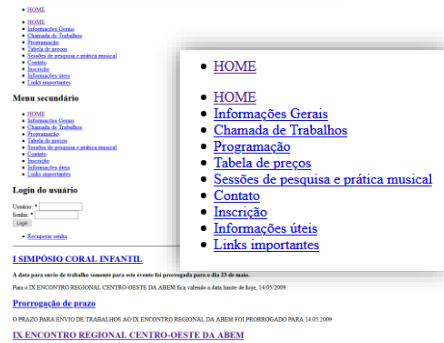 HOME
HOME
Informações Gerais
Chamada de Trabalhos
Programação
Tabela de preços
Sessões de pesquisa e prática musical
Contato
Inscrição
Informações úteis
Links importantes
Menu secundário
HOME
Informações Gerais
Chamada de Trabalhos
Programação
Tabela de preços
Sessões de pesquisa e prática musical
Contato
Inscrição
Informações úteis
Links importantes
Login do usuário
Usuário: *
Senha: *
Login
Recuperar senha
I SIMPÓSIO CORAL INFANTIL
A data para envio de trabalho somente para este evento foi prorrogada para o dia 23 de maio.
Para o IX ENCONTRO REGIONAL CENTRO-OESTE DA ABEM fica valendo a data limite de hoje, 14/05/2009
Prorrogação de prazo
O PRAZO PARA ENVIO DE TRABALHOS AO IX ENCONTRO REGIONAL DA ABEM FOI PRORROGADO PARA 14.05.2009
IX ENCONTRO REGIONAL CENTRO-OESTE DA ABEM
HOME
HOME
Informações Gerais
Chamada de Trabalhos
Programação
Tabela de preços
Sessões de pesquisa e prática musical
Contato
Inscrição
Informações úteis
Links importantes